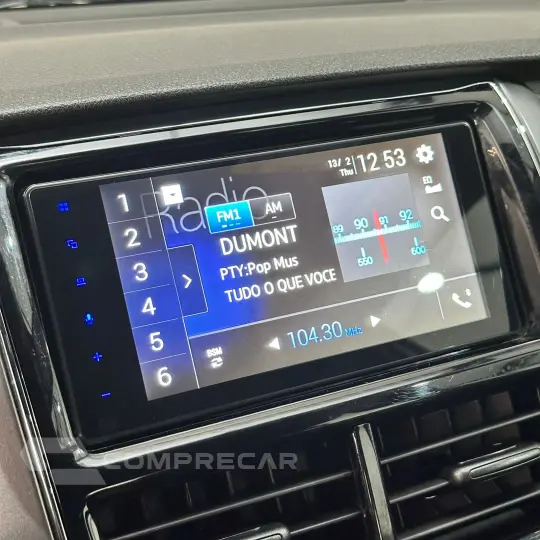 Radio
13/ 2
Thu
12 53
FM1
AM
EQ
1
2
3
4
5
6
DUMONT
PTY:Pop Mus
TUDO O QUE VOCE
89 90 91 92
550 600
BSM
104.30 MHz
COMPRECAR